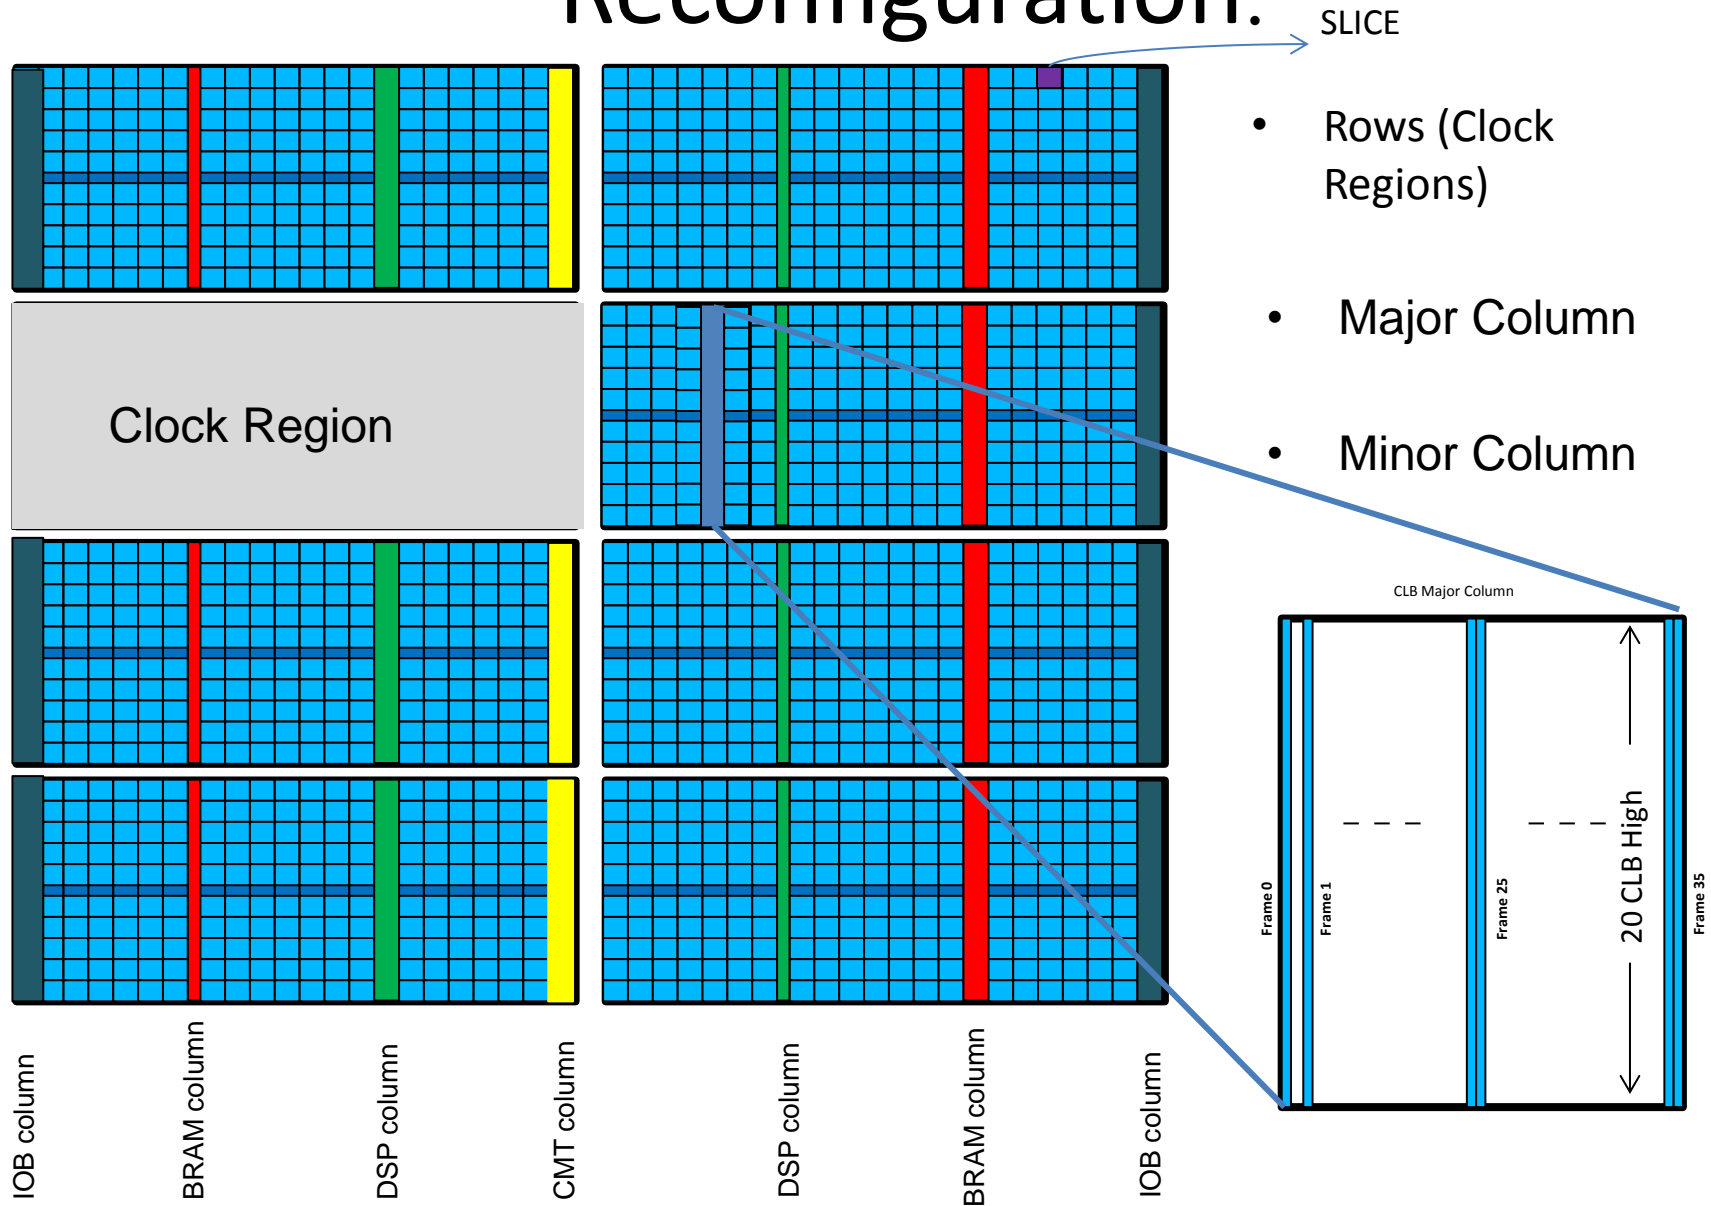 Reconfiguration.
SLICE
• Rows (Clock
Regions)
• Major Column
• Minor Column
Clock Region
CLB Major Column
Frame 0
Frame 1
Frame 25
20 CLB High
Frame 35
IOB column
BRAM column
DSP column
CMT column
DSP column
BRAM column
IOB column